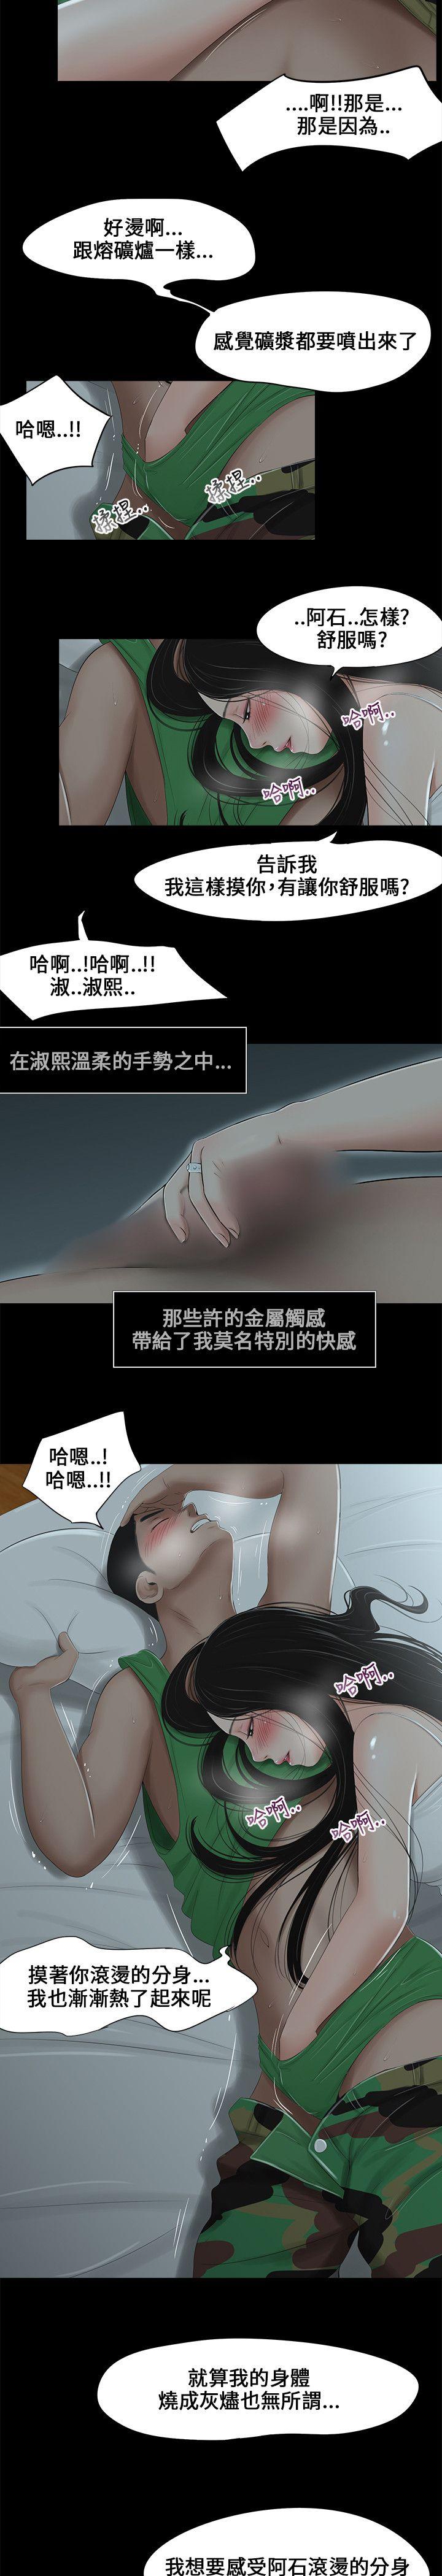 ....啊!!那是...
那是因為..
好燙啊...
跟熔礦爐一樣...
感覺礦漿都要噴出來了
哈嗯..!!
揉捏..
揉捏..
..阿石..怎樣?
舒服嗎?
哈啊..
哈啊..
告訴我
我這樣摸你,有讓你舒服嗎?
哈啊..!哈啊..!!
淑..淑熙..
在淑熙溫柔的手勢之中...
那些許的金屬觸感
帶給了我莫名特別的快感
哈嗯..!
哈嗯..!!
哈啊..
哈啊..
哈啊..
摸著你滾燙的分身...
我也漸漸熱了起來呢
就算我的身體
燒成灰燼也無所謂...
我想要感受阿石滾燙的分身